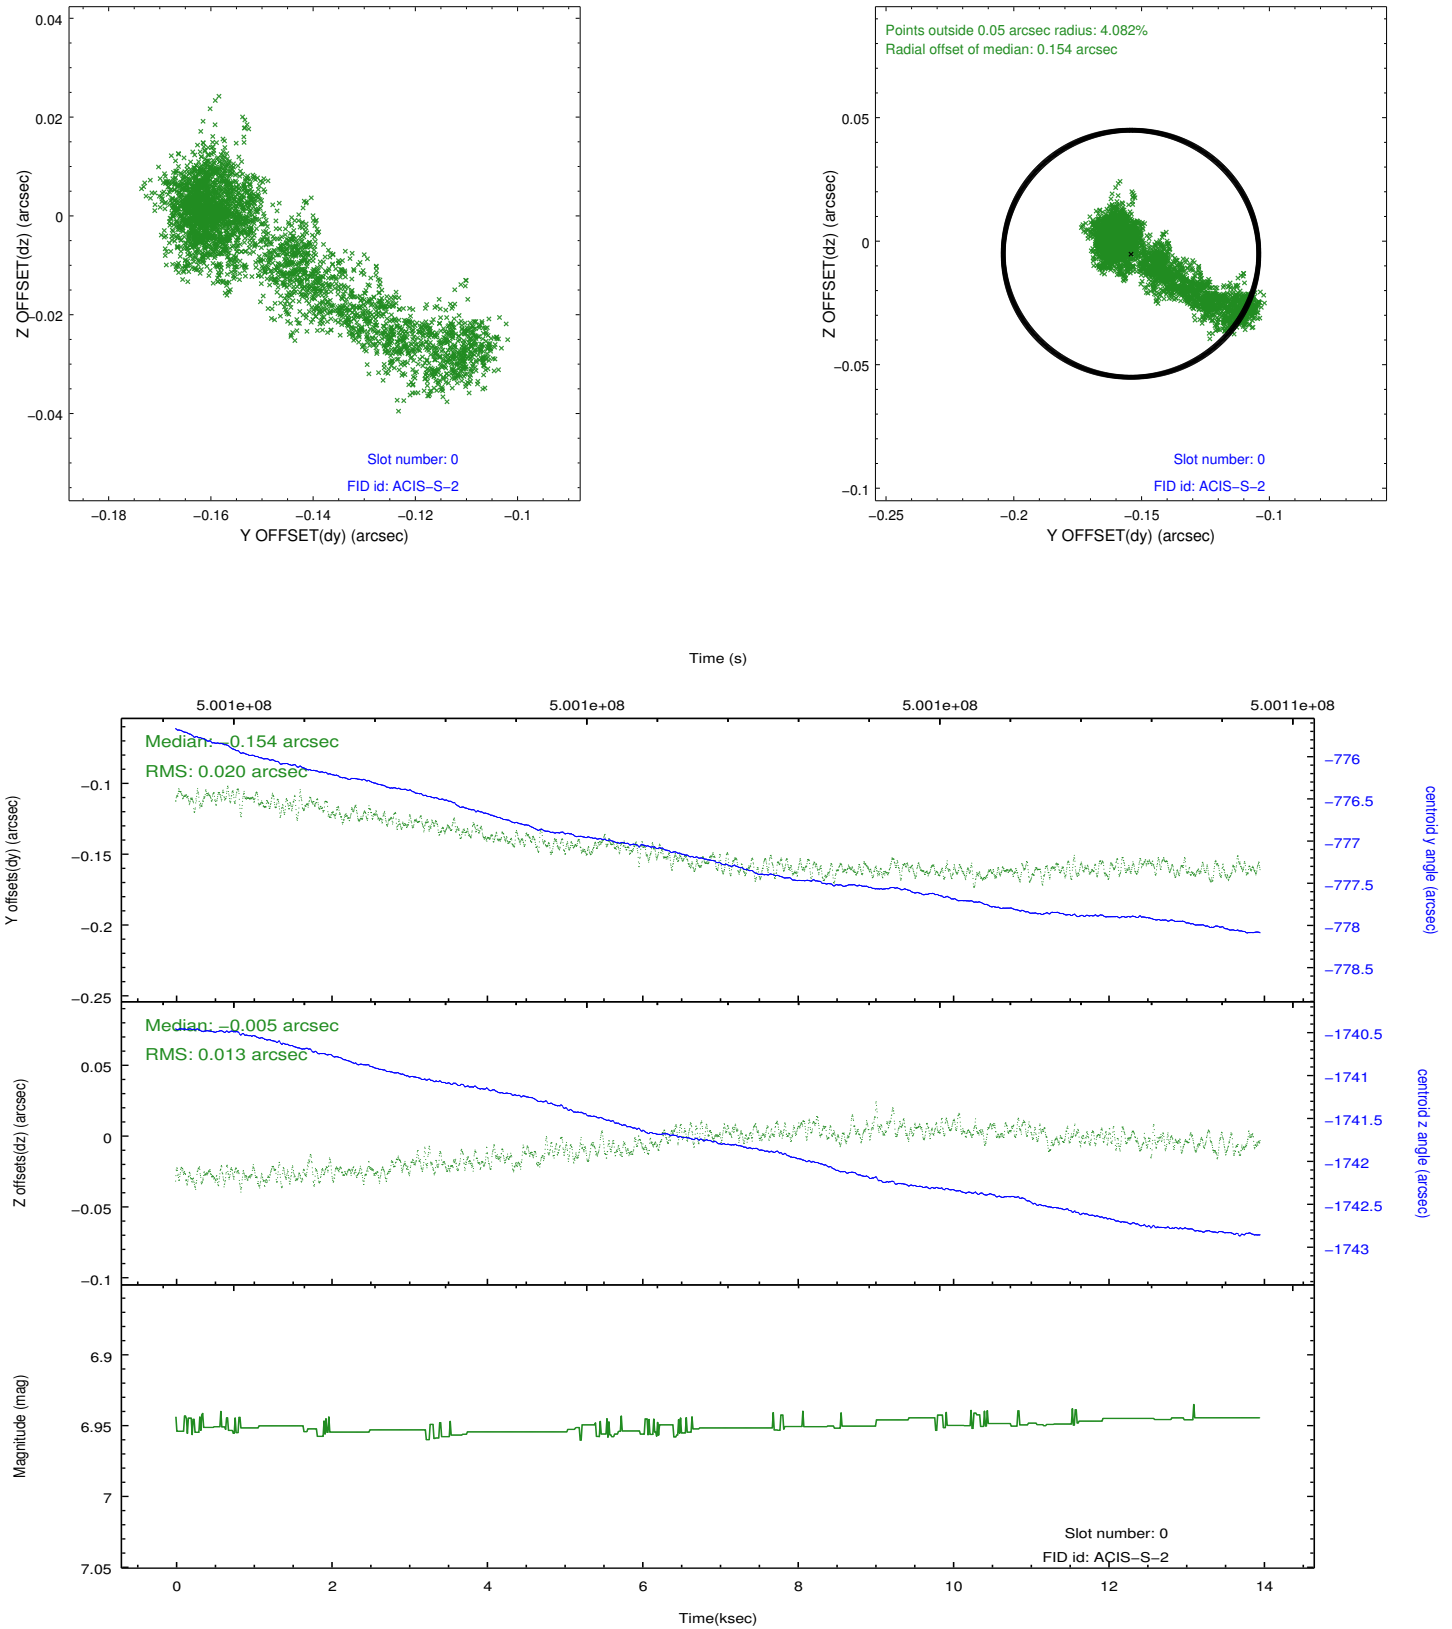 0.04
0.02
0
−0.02
−0.04
Z OFFSET(dz) (arcsec)
Slot number: 0
FID id: ACIS−S−2
−0.18
−0.16
−0.14
−0.12
−0.1
Y OFFSET(dy) (arcsec)
Points outside 0.05 arcsec radius: 4.082%
Radial offset of median: 0.154 arcsec
0.05
0
−0.05
−0.1
Z OFFSET(dz) (arcsec)
Slot number: 0
FID id: ACIS−S−2
−0.25
−0.2
−0.15
−0.1
Y OFFSET(dy) (arcsec)
Time (s)
5.001e+08
5.001e+08
5.001e+08
5.0011e+08
Median: −0.154 arcsec
RMS: 0.020 arcsec
−0.1
−0.15
−0.2
−0.25
Y offsets(dy) (arcsec)
−776
−776.5
−777
−777.5
−778
−778.5
centroid y angle (arcsec)
Median: −0.005 arcsec
RMS: 0.013 arcsec
0.05
0
−0.05
−0.1
Z offsets(dz) (arcsec)
−1740.5
−1741
−1741.5
−1742
−1742.5
−1743
centroid z angle (arcsec)
6.9
6.95
7
7.05
Magnitude (mag)
Slot number: 0
FID id: ACIS−S−2
0
2
4
6
8
10
12
14
Time(ksec)